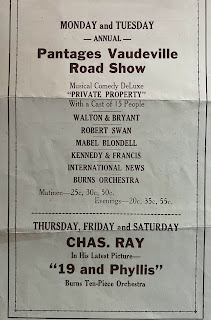 MONDAY and TUESDAY
— ANNUAL —
Pantages Vaudeville
Road Show
Musical Comedy DeLuxe
"PRIVATE PROPERTY"
With a Cast of 15 People
WALTON & BRYANT
ROBERT SWAN
MABEL BLONDELL
KENNEDY & FRANCIS
INTERNATIONAL NEWS
BURNS ORCHESTRA
Matinee—25c, 30c, 50c.
Evenings—20c, 35c, 55c.
THURSDAY, FRIDAY and SATURDAY
CHAS. RAY
In His Latest Picture—
"19 and Phyllis"
Burns Ten-Piece Orchestra